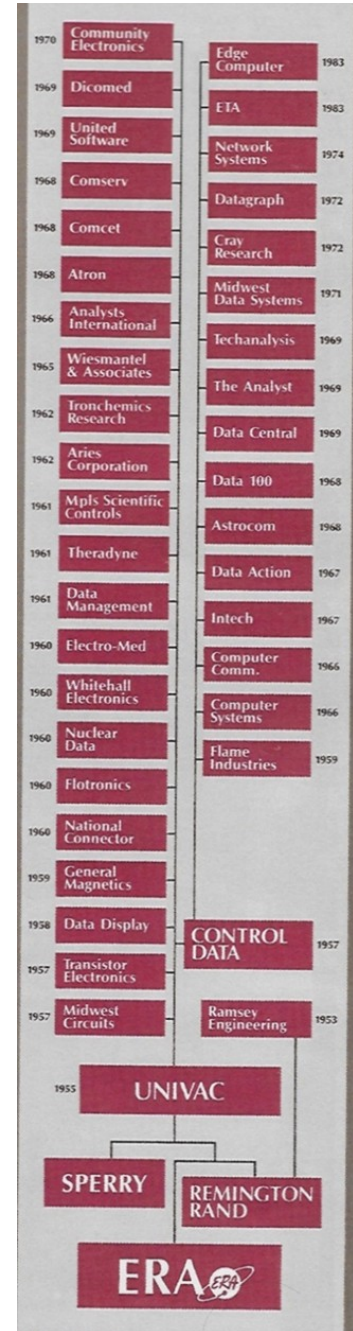 1970
Community
Electronics
1969
Dicomed
1969
United
Software
1968
Comserv
1968
Comcet
1968
Atron
1966
Analysts
International
1965
Wiesmantel
& Associates
1962
Tronchemics
Research
1962
Aries
Corporation
1961
Mpls Scientific
Controls
1961
Theradyne
1961
Data
Management
1960
Electro-Med
1960
Whitehall
Electronics
1960
Nuclear
Data
1960
Flotronics
1960
National
Connector
1959
General
Magnetics
1958
Data Display
1957
Transistor
Electronics
1957
Midwest
Circuits
Edge
Computer
1983
ETA
1983
Network
Systems
1974
Datagraph
1972
Cray
Research
1972
Midwest
Data Systems
1971
Techanalysis
1969
The Analyst
1969
Data Central
1969
Data 100
1968
Astrocom
1968
Data Action
1967
Intech
1967
Computer
Comm.
1966
Computer
Systems
1966
Flame
Industries
1959
CONTROL
DATA
1957
Ramsey
Engineering
1953
1955
UNIVAC
SPERRY
REMINGTON
RAND
ERA
ERA